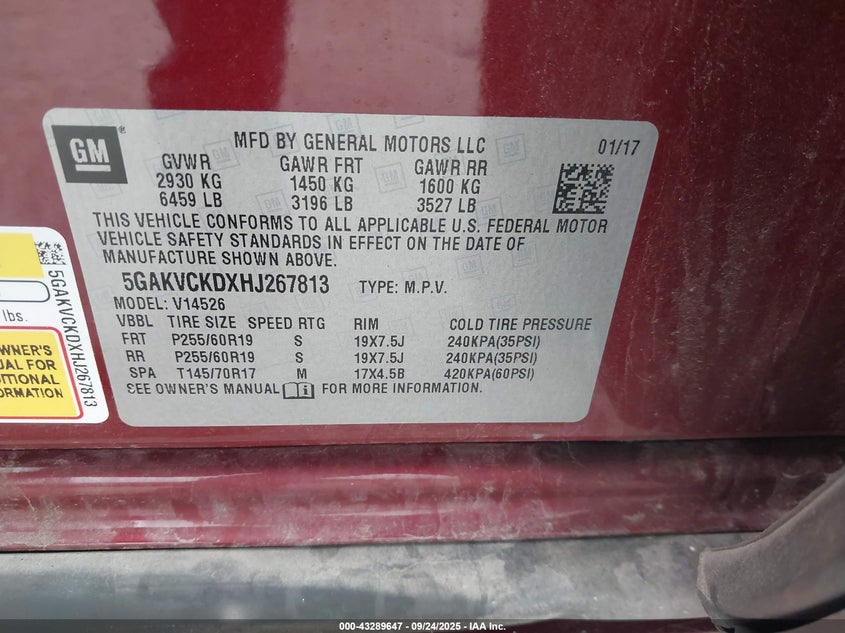 GM
®
MFD BY GENERAL MOTORS LLC 01/17
GVWR GAWR FRT GAWR RR
2930 KG 1450 KG 1600 KG
6459 LB 3196 LB 3527 LB
THIS VEHICLE CONFORMS TO ALL APPLICABLE U.S. FEDERAL MOTOR
VEHICLE SAFETY STANDARDS IN EFFECT ON THE DATE OF
MANUFACTURE SHOWN ABOVE.
5GAKVCKDXHJ267813 TYPE: M.P.V.
MODEL: V14526
VBBL TIRE SIZE SPEED RTG RIM COLD TIRE PRESSURE
FRT P255/60R19 S 19X7.5J 240KPA(35PSI)
RR P255/60R19 S 19X7.5J 240KPA(35PSI)
SPA T145/70R17 M 17X4.5B 420KPA(60PSI)
SEE OWNER'S MANUAL FOR MORE INFORMATION.
5GAKVCKDXHJ267813
lbs.
OWNER'S
FOR
000-43289647 - 09/24/2025 - IAA Inc.